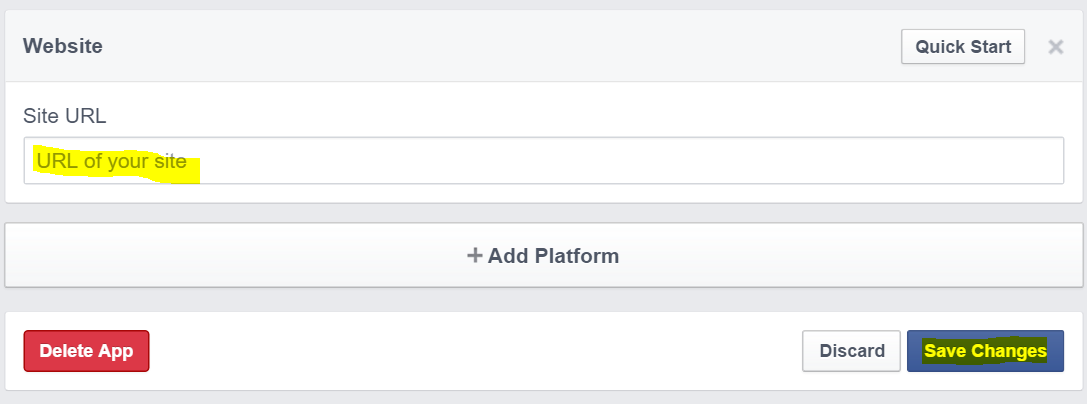 Website
Quick Start
Site URL
URL of your site
+ Add Platform
Delete App
Discard
Save Changes